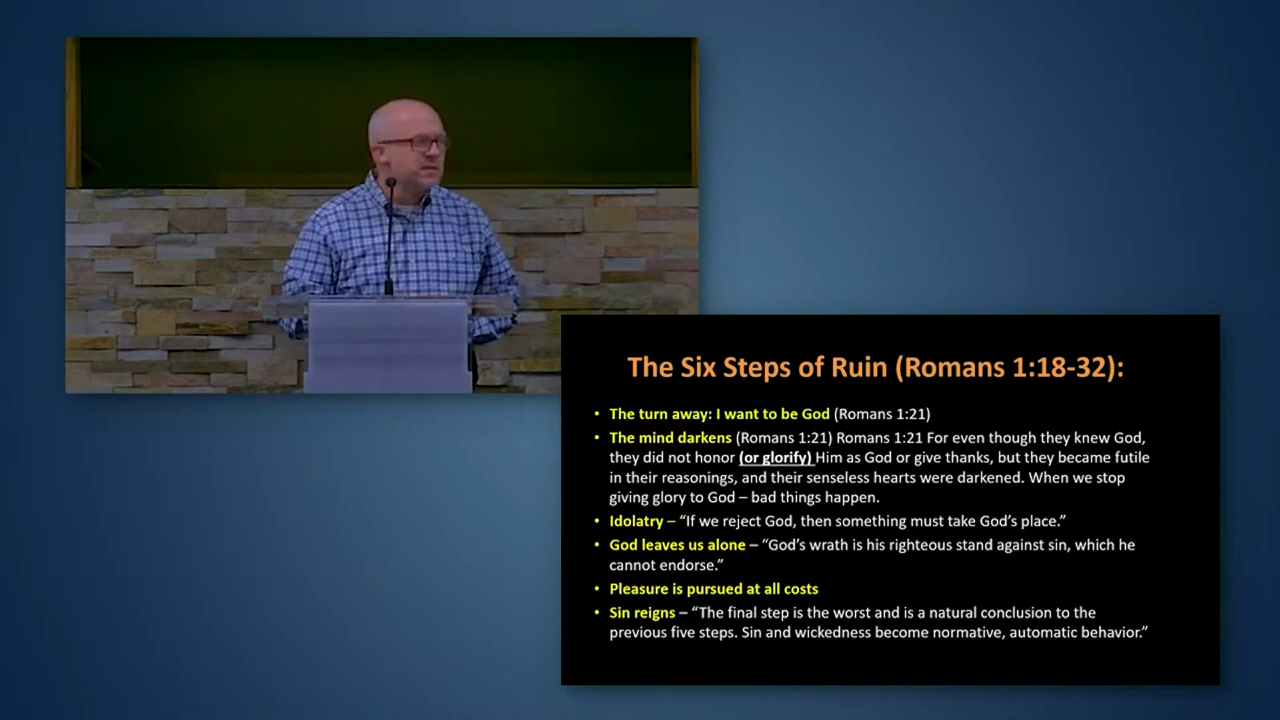 The Six Steps of Ruin (Romans 1:18-32):
• The turn away: I want to be God (Romans 1:21)
• The mind darkens (Romans 1:21) Romans 1:21 For even though they knew God,
they did not honor (or glorify) Him as God or give thanks, but they became futile
in their reasonings, and their senseless hearts were darkened. When we stop
giving glory to God – bad things happen.
• Idolatry – “If we reject God, then something must take God’s place.”
• God leaves us alone – “God’s wrath is his righteous stand against sin, which he
cannot endorse.”
• Pleasure is pursued at all costs
• Sin reigns – “The final step is the worst and is a natural conclusion to the
previous five steps. Sin and wickedness become normative, automatic behavior.”